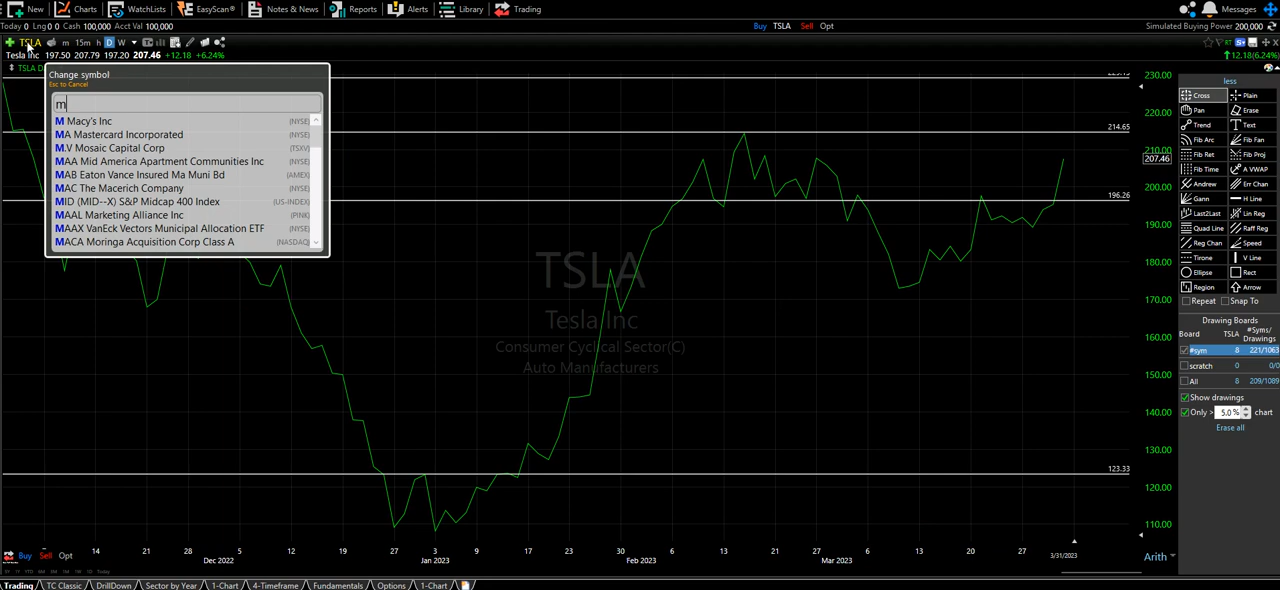 New Charts WatchLists EasyScan® Notes & News Reports Alerts Library Trading Messages
Today 0 Lng 0 0 Cash 100,000 Acct Val 100,000 Buy TSLA Sell Opt Simulated Buying Power 200,000
TSLA m 15m h D W
Tesla Inc 197.50 207.79 197.20 207.46 +12.18 +6.24% 12.18(6.24%)
TSLA D
Change symbol
Esc to Cancel
m
M Macy's Inc (NYSE)
MA Mastercard Incorporated (NYSE)
M.V Mosaic Capital Corp (TSXV)
MAA Mid America Apartment Communities Inc (NYSE)
MAB Eaton Vance Insured Ma Muni Bd (AMEX)
MAC The Macerich Company (NYSE)
MID (MID--X) S&P Midcap 400 Index (US-INDEX)
MAAL Marketing Alliance Inc (PINK)
MAAX VanEck Vectors Municipal Allocation ETF (NYSE)
MACA Moringa Acquisition Corp Class A (NASDAQ)
TSLA
Tesla Inc
Consumer Cyclical Sector(C)
Auto Manufacturers
214.65
196.26
123.33
230.00
220.00
210.00
207.46
200.00
190.00
180.00
170.00
160.00
150.00
140.00
130.00
120.00
110.00
less
Cross Plain
Pan Erase
Trend Text
Fib Arc Fib Fan
Fib Ret Fib Proj
Fib Time A VWAP
Andrew Err Chan
Gann H Line
Last2Last Lin Reg
Quad Line Raff Reg
Reg Chan Speed
Tirone V Line
Ellipse Rect
Region Arrow
Repeat Snap To
Drawing Boards
Board TSLA #Syms/Drawings
#sym 8 221/1063
scratch 0 0/0
All 8 209/1089
Show drawings
Only > 5.0 % chart
Erase all
14 21 28 5 12 19 27 3 9 17 23 30 6 13 21 27 6 13 20 27 3/31/2023
Dec 2022 Jan 2023 Feb 2023 Mar 2023
Buy Sell Opt Arith
Trading TC Classic DrillDown Sector by Year 1-Chart 4-Timeframe Fundamentals Options 1-Chart